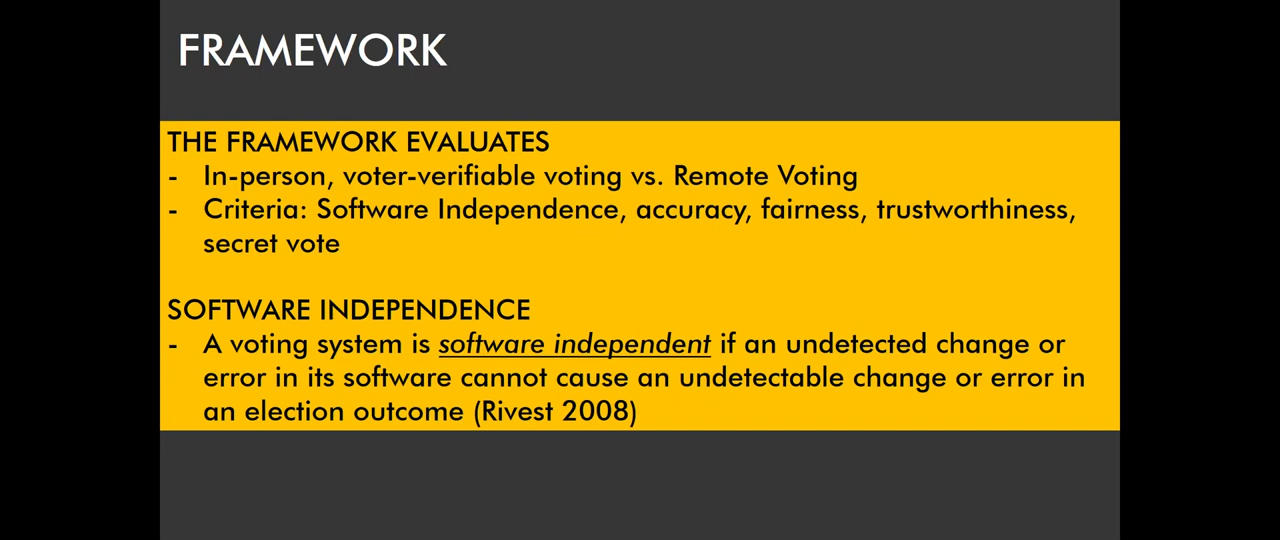 FRAMEWORK
THE FRAMEWORK EVALUATES
- In-person, voter-verifiable voting vs. Remote Voting
- Criteria: Software Independence, accuracy, fairness, trustworthiness,
secret vote
SOFTWARE INDEPENDENCE
- A voting system is software independent if an undetected change or
error in its software cannot cause an undetectable change or error in
an election outcome (Rivest 2008)